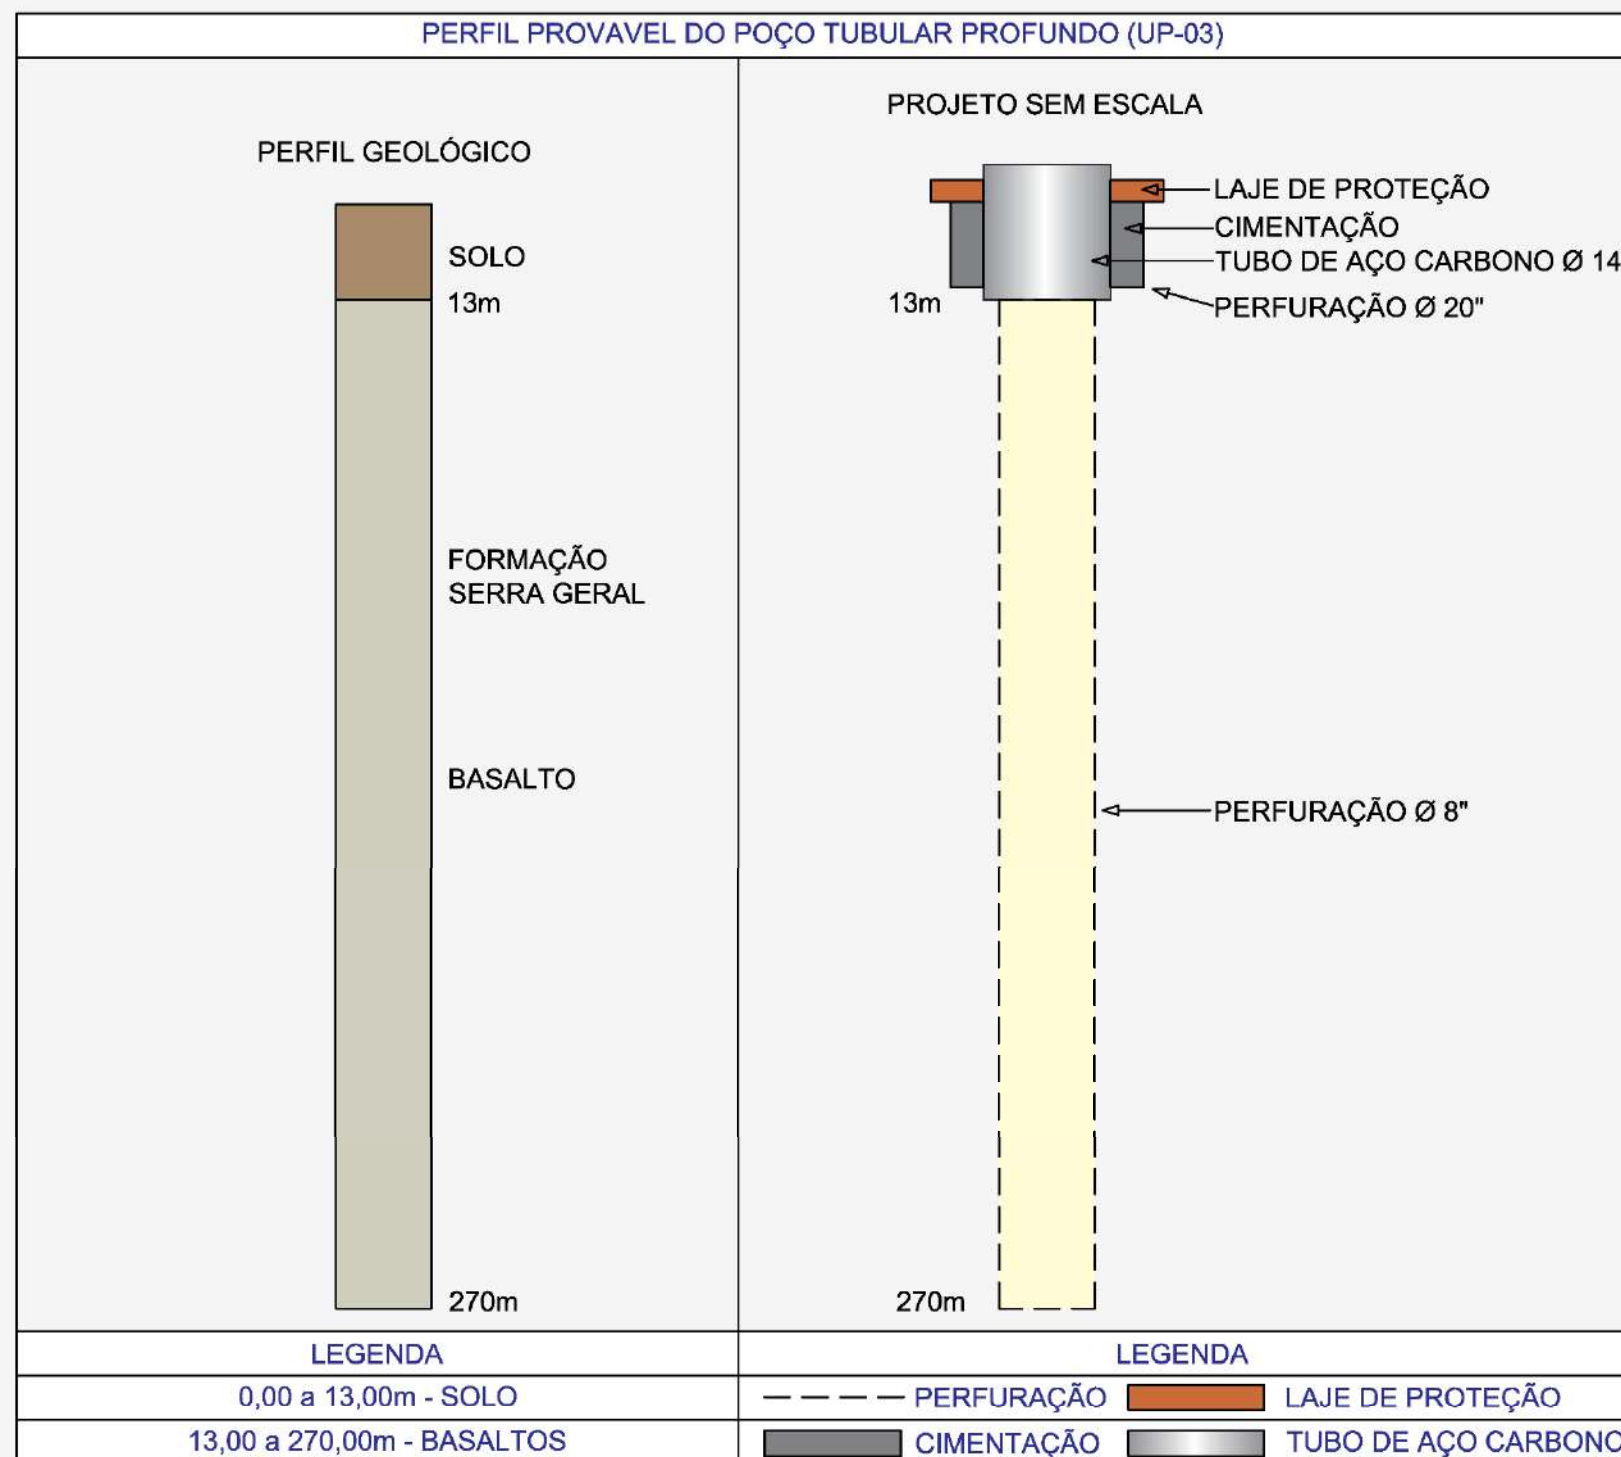 PERFIL PROVAVEL DO POÇO TUBULAR PROFUNDO (UP-03)
PERFIL GEOLÓGICO
SOLO
13m
FORMAÇÃO
SERRA GERAL
BASALTO
270m
PROJETO SEM ESCALA
LAJE DE PROTEÇÃO
CIMENTAÇÃO
TUBO DE AÇO CARBONO Ø 14
13m
PERFURAÇÃO Ø 20"
PERFURAÇÃO Ø 8"
270m
LEGENDA
0,00 a 13,00m - SOLO
13,00 a 270,00m - BASALTOS
LEGENDA
PERFURAÇÃO
LAJE DE PROTEÇÃO
CIMENTAÇÃO
TUBO DE AÇO CARBONO